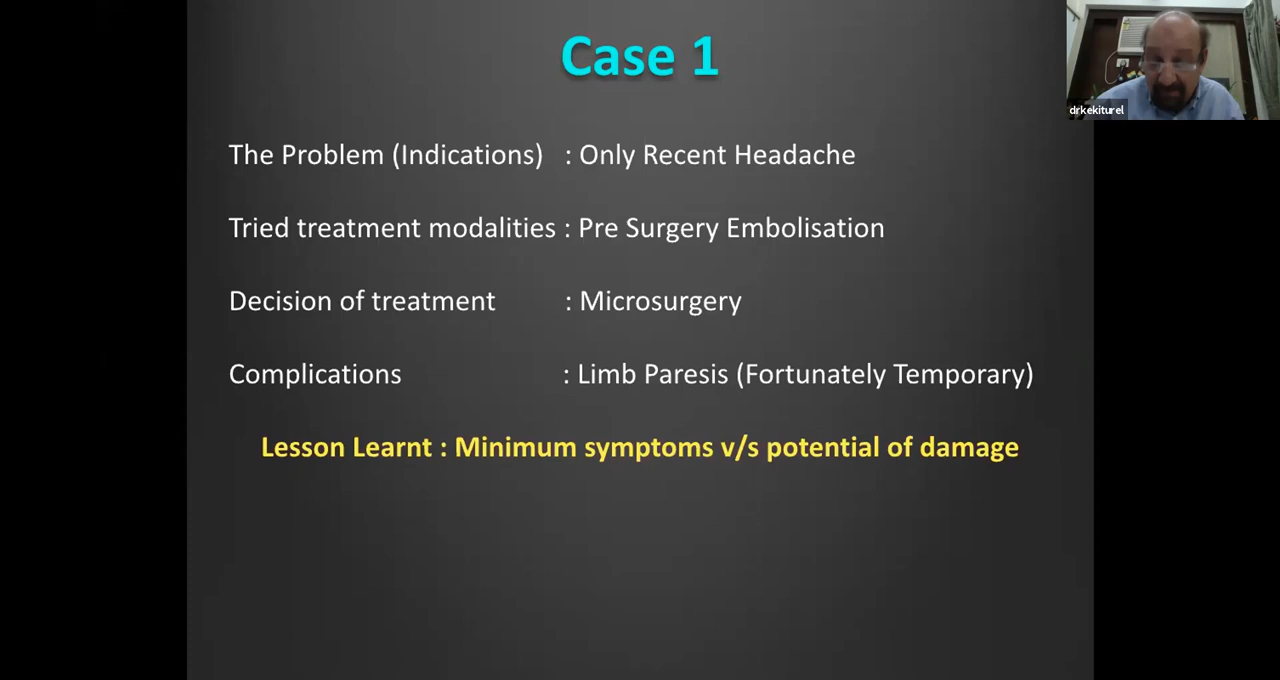 Case 1
drkekiturel
The Problem (Indications) : Only Recent Headache
Tried treatment modalities : Pre Surgery Embolisation
Decision of treatment : Microsurgery
Complications : Limb Paresis (Fortunately Temporary)
Lesson Learnt : Minimum symptoms v/s potential of damage